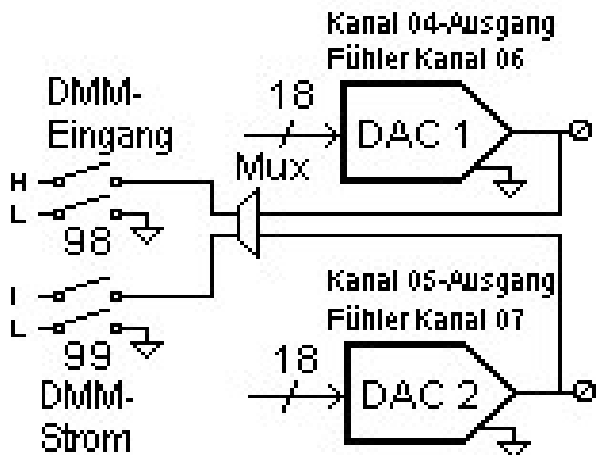 Kanal 04-Ausgang
Fühler Kanal 06
DMM-
Eingang
18
DAC 1
Mux
H
L
98
Kanal 05-Ausgang
Fühler Kanal 07
I
L
99
18
DAC 2
DMM-
Strom